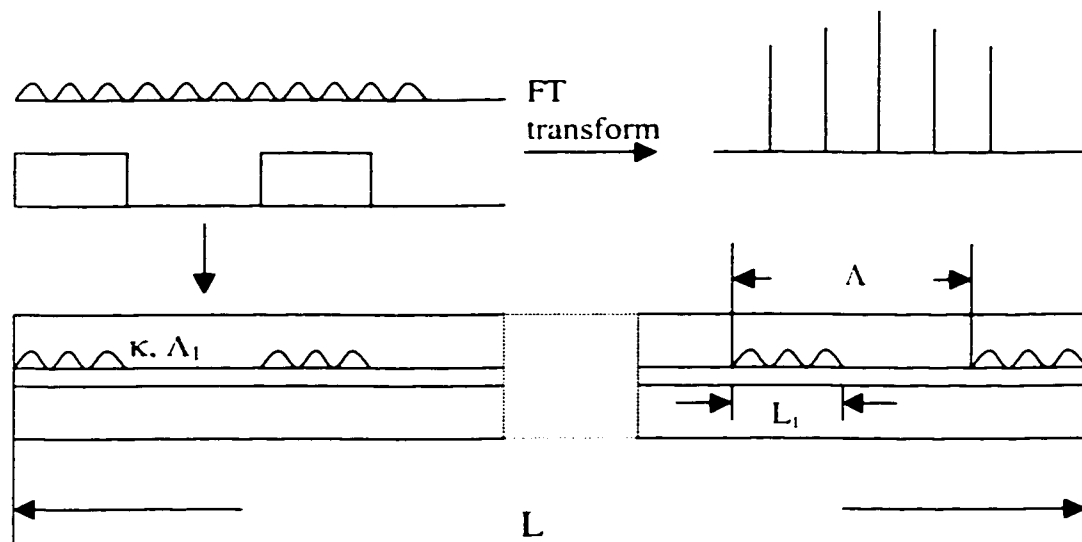 FT
transform
Λ
κ, Λ₁
L₁
L